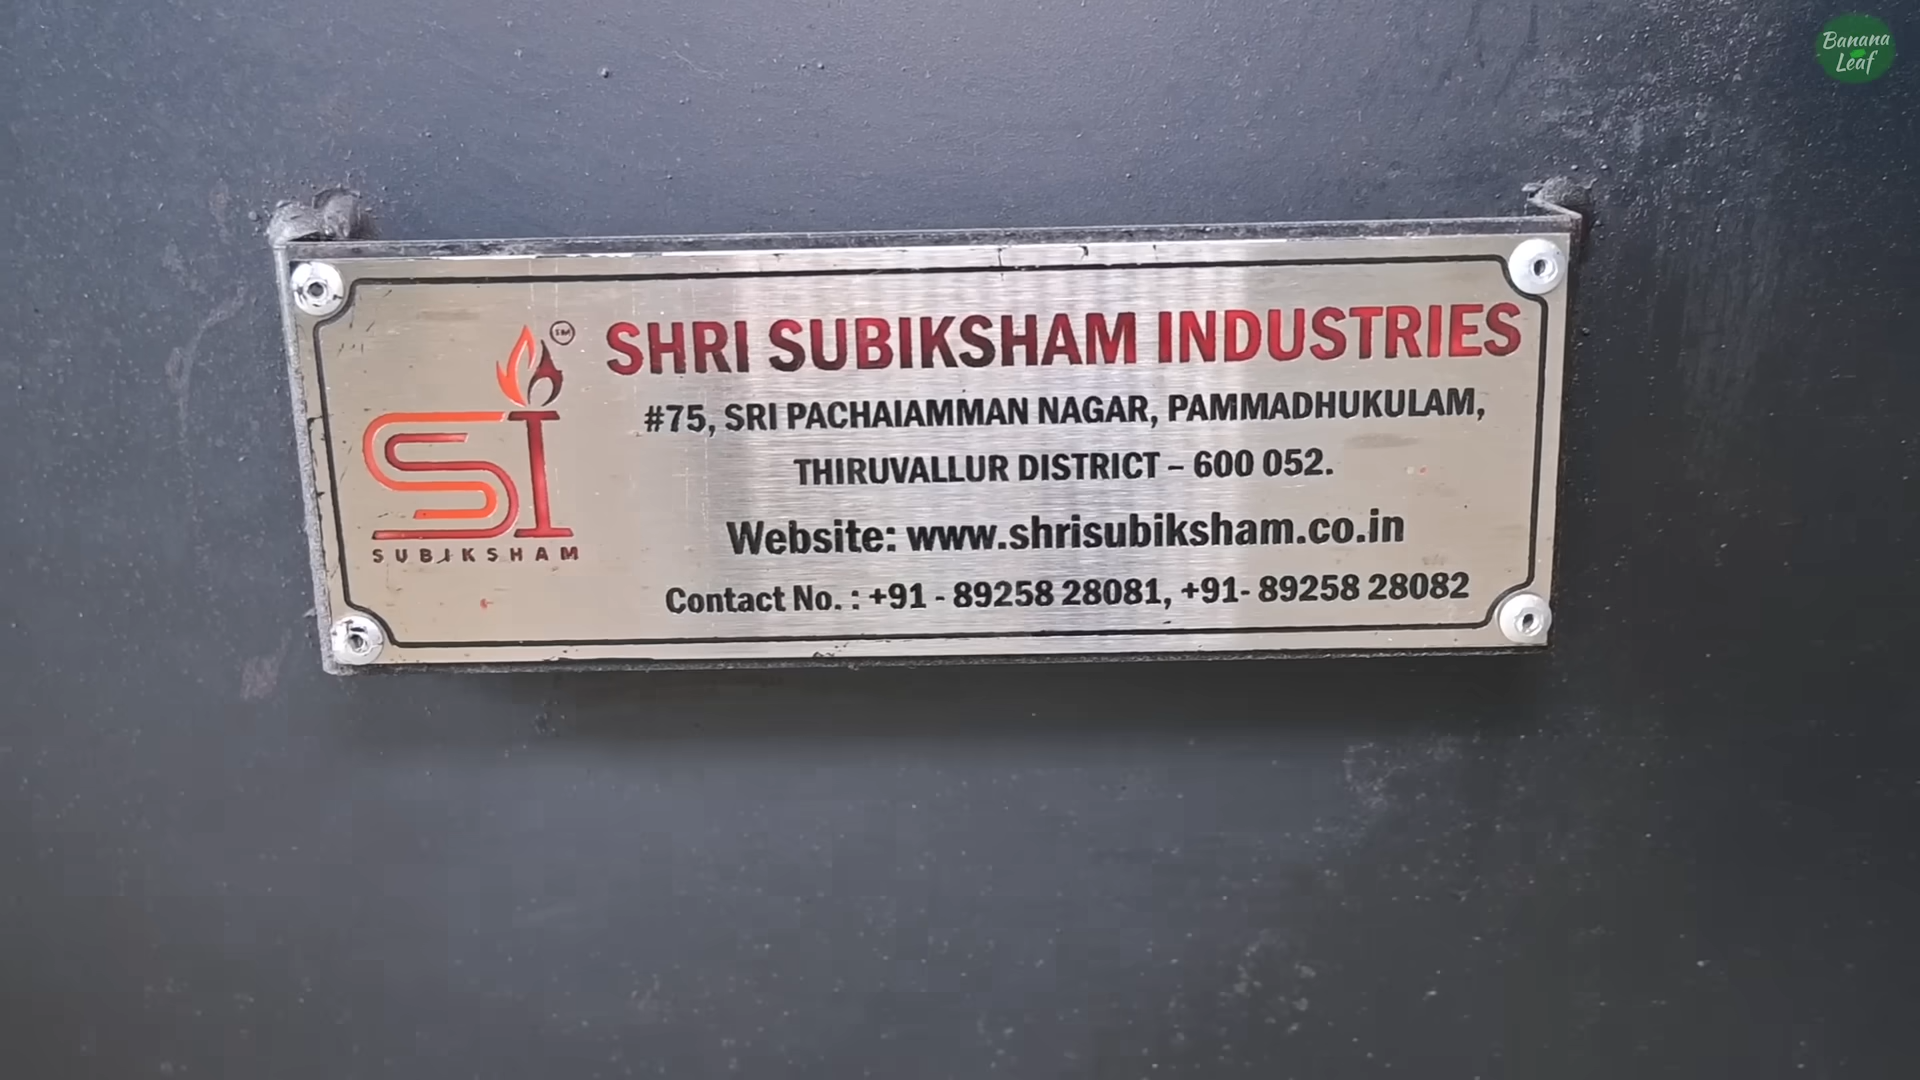 Banana
Leaf
TM
SHRI SUBIKSHAM INDUSTRIES
#75, SRI PACHAIAMMAN NAGAR, PAMMADHUKULAM,
THIRUVALLUR DISTRICT – 600 052.
Website: www.shrisubiksham.co.in
Contact No. : +91 - 89258 28081, +91- 89258 28082
SI
SUBIKSHAM